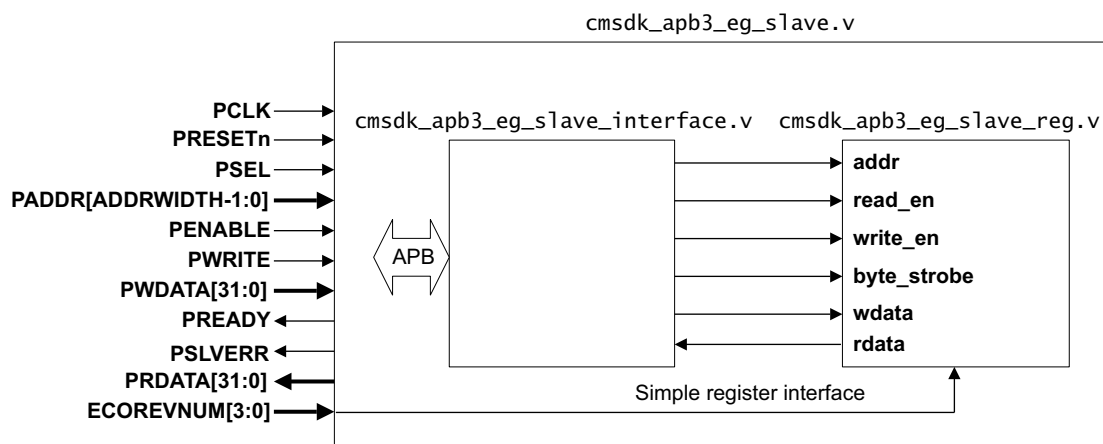 cmsdk_apb3_eg_slave.v
PCLK
PRESETn
PSEL
PADDR[ADDRWIDTH-1:0]
PENABLE
PWRITE
PWDATA[31:0]
PREADY
PSLVERR
PRDATA[31:0]
ECOREVNUM[3:0]
cmsdk_apb3_eg_slave_interface.v
APB
cmsdk_apb3_eg_slave_reg.v
addr
read_en
write_en
byte_strobe
wdata
rdata
Simple register interface